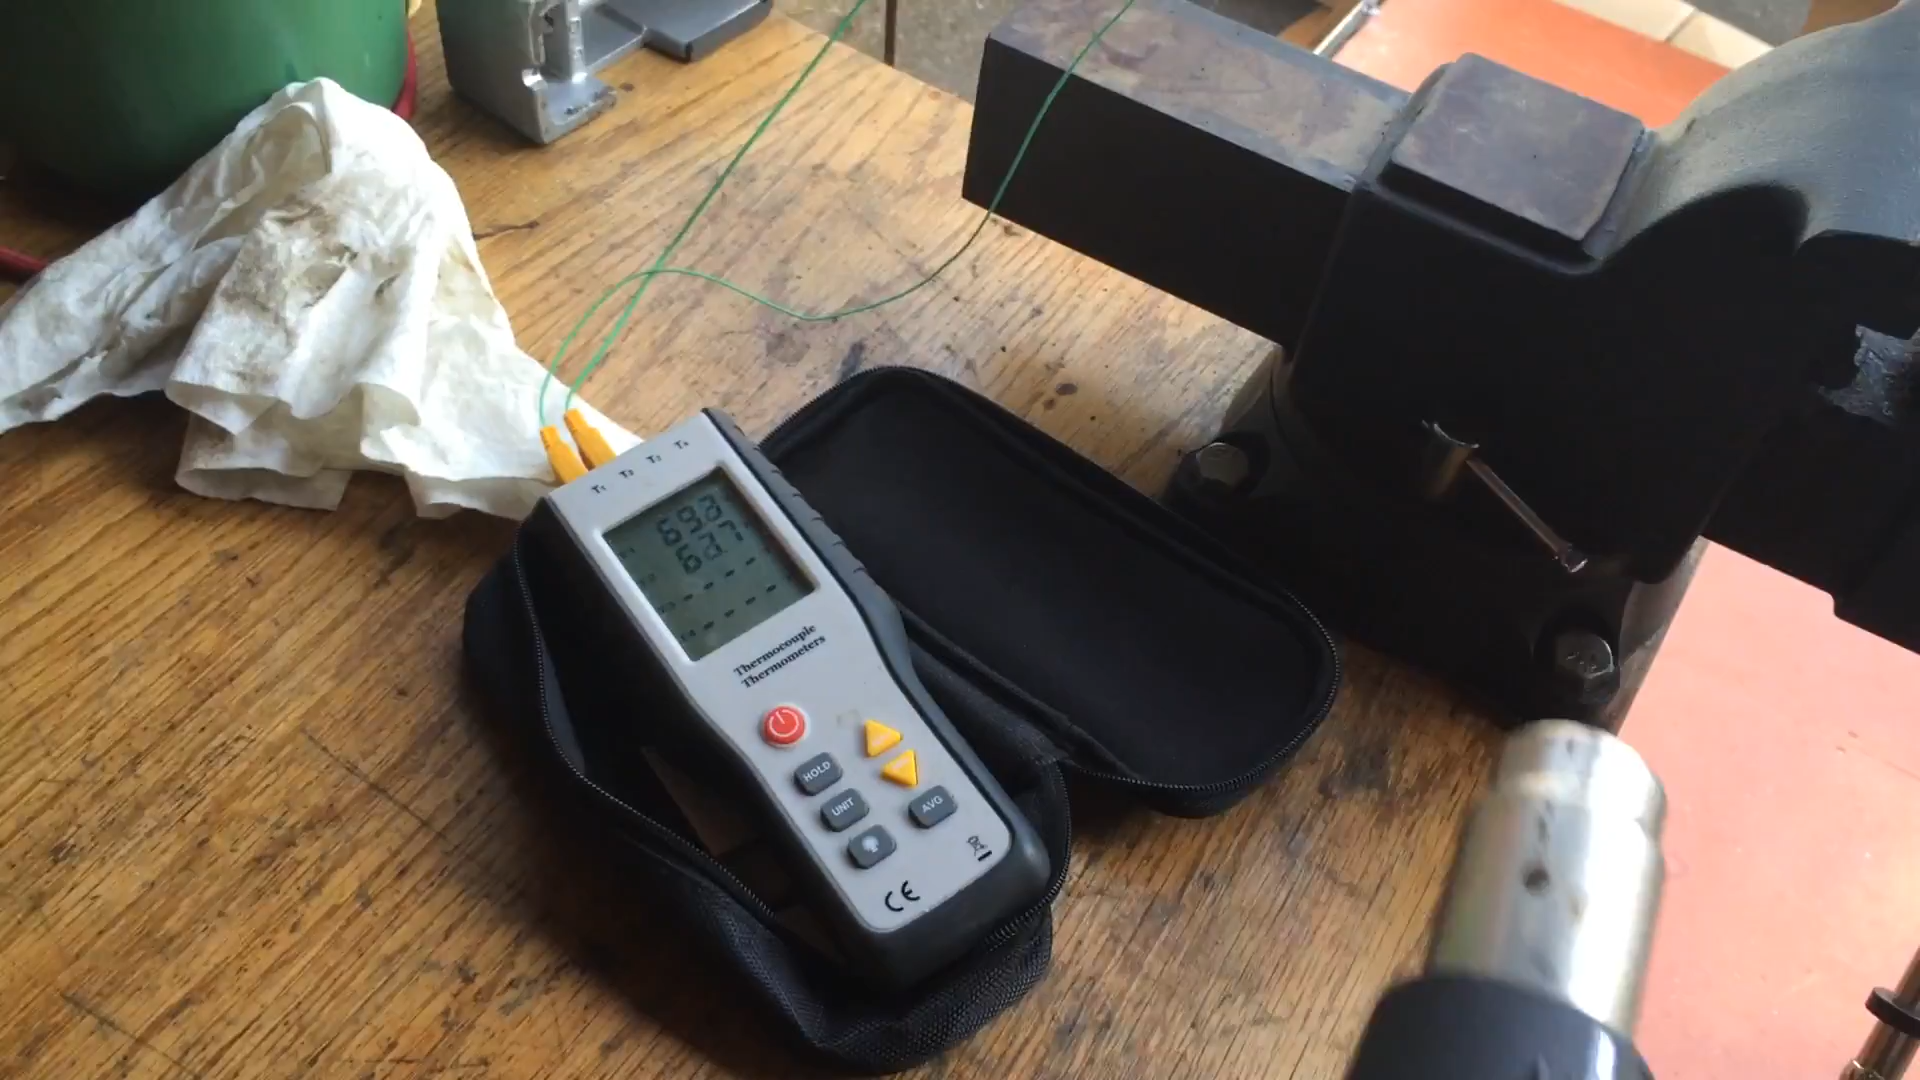 T1 T2 T3 T4
Thermocouple
Thermometers
HOLD
UNIT
AVG
CE